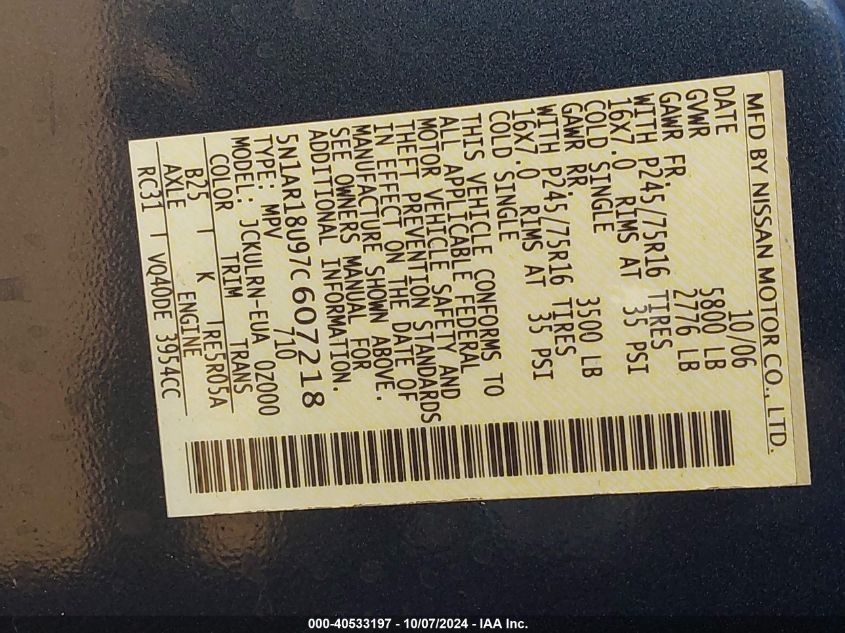 MFD BY NISSAN MOTOR CO., LTD.
DATE 10/06
GVWR 5800 LB
GAWR FR. 2776 LB
WITH P245/75R16 TIRES
16X7.0 RIMS AT 35 PSI
COLD SINGLE
GAWR RR. 3500 LB
WITH P245/75R16 TIRES
16X7.0 RIMS AT 35 PSI
COLD SINGLE
THIS VEHICLE CONFORMS TO
ALL APPLICABLE FEDERAL
MOTOR VEHICLE SAFETY AND
THEFT PREVENTION STANDARDS
IN EFFECT ON THE DATE OF
MANUFACTURE SHOWN ABOVE.
SEE OWNERS MANUAL FOR
ADDITIONAL INFORMATION.
5N1AR18U97C607218
TYPE: MPV /10
MODEL: JCKULRN-EUA OZ000
COLOR TRIM TRANS
B25 K RE5R05A
AXLE ENGINE
RC31 VQ40DE 3954CC
000-40533197 - 10/07/2024 - IAA Inc.